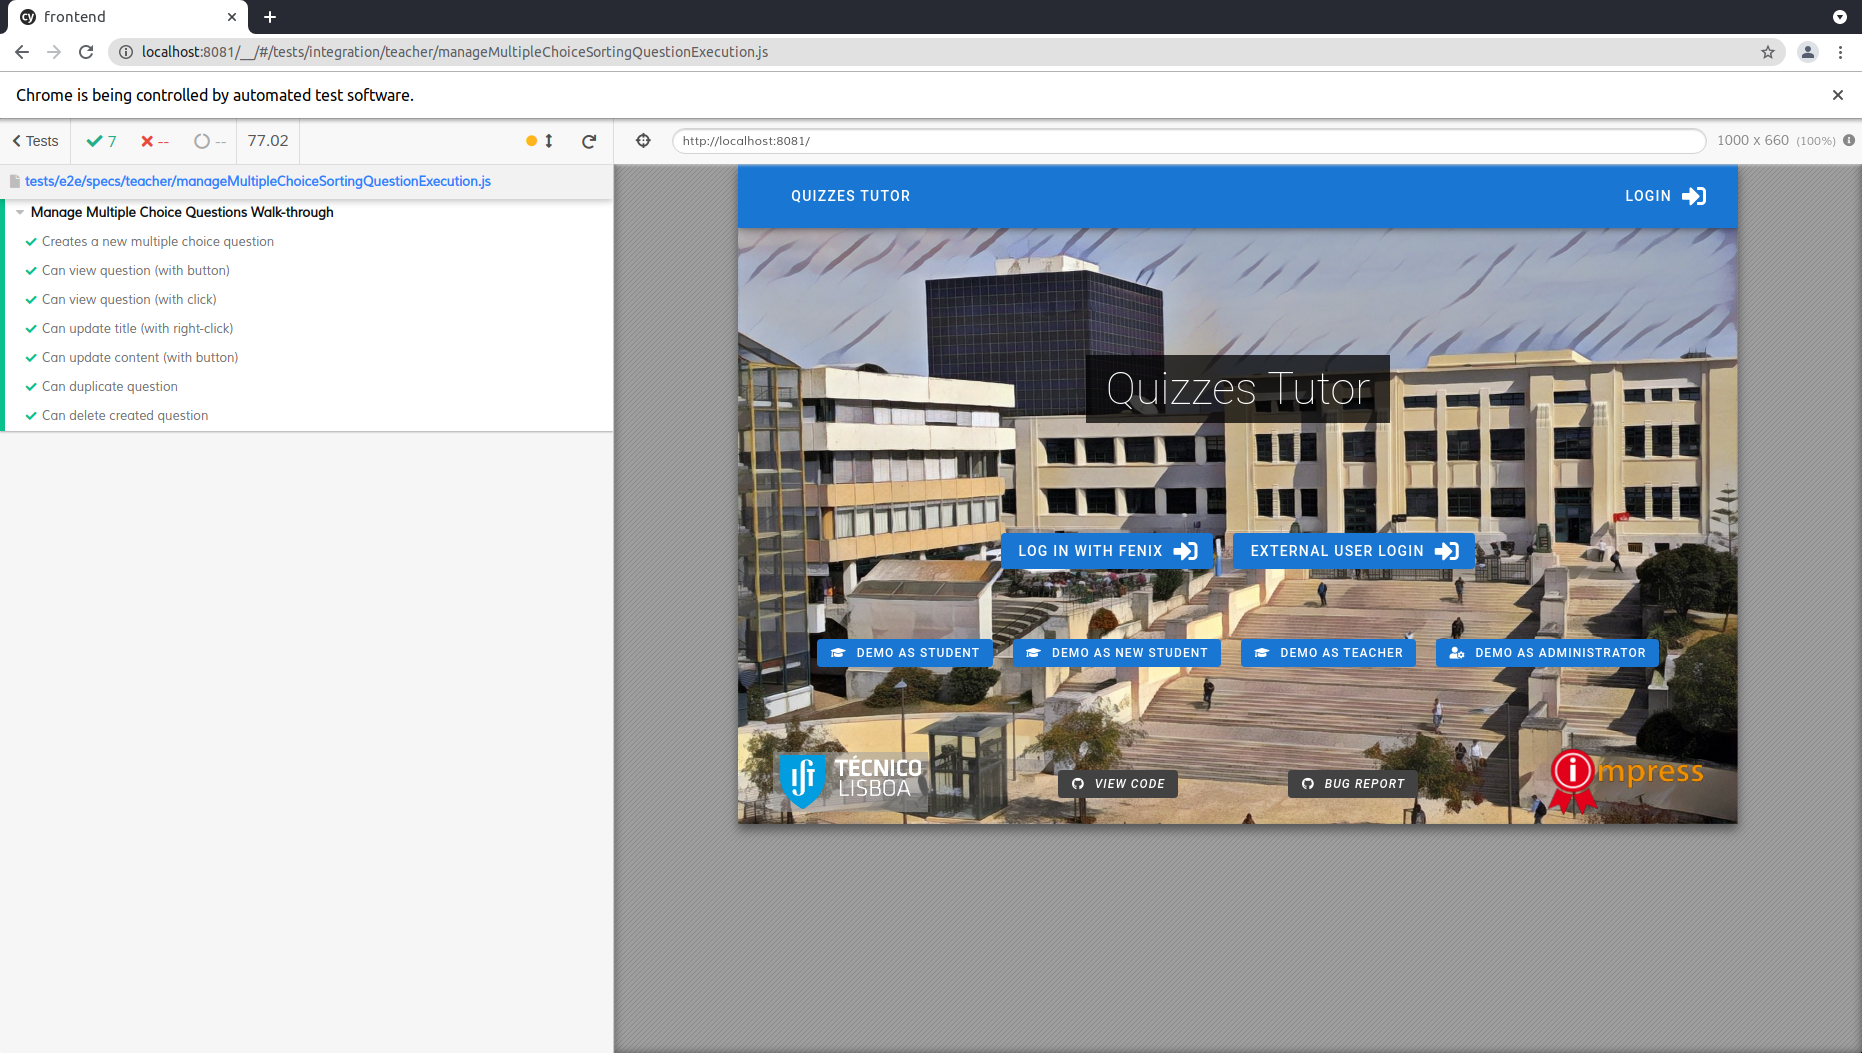 frontend
localhost:8081/__/#/tests/integration/teacher/manageMultipleChoiceSortingQuestionExecution.js
Chrome is being controlled by automated test software.
Tests 7 -- -- 77.02
http://localhost:8081/ 1000 x 660 (100%)
tests/e2e/specs/teacher/manageMultipleChoiceSortingQuestionExecution.js
Manage Multiple Choice Questions Walk-through
Creates a new multiple choice question
Can view question (with button)
Can view question (with click)
Can update title (with right-click)
Can update content (with button)
Can duplicate question
Can delete created question
QUIZZES TUTOR LOGIN
Quizzes Tutor
LOG IN WITH FENIX EXTERNAL USER LOGIN
DEMO AS STUDENT DEMO AS NEW STUDENT DEMO AS TEACHER DEMO AS ADMINISTRATOR
TÉCNICO
LISBOA
VIEW CODE BUG REPORT
impress